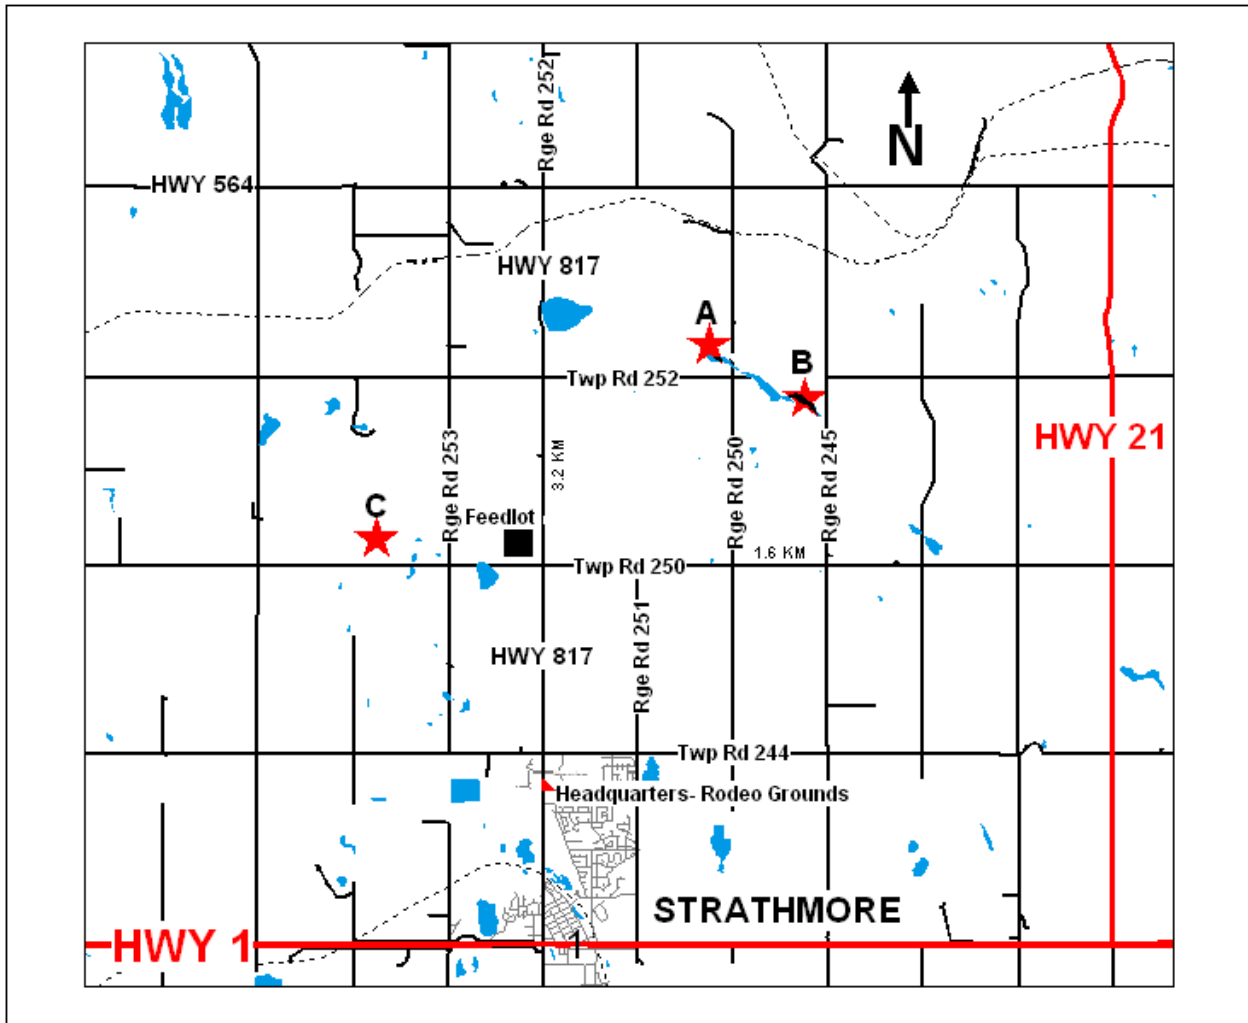 Rge Rd 252
N
HWY 564
HWY 817
A
B
Twp Rd 252
HWY 21
Rge Rd 253
3.2 KM
Rge Rd 250
Rge Rd 245
C
Feedlot
1.6 KM
Twp Rd 250
Rge Rd 251
HWY 817
Twp Rd 244
Headquarters- Rodeo Grounds
STRATHMORE
HWY 1
1